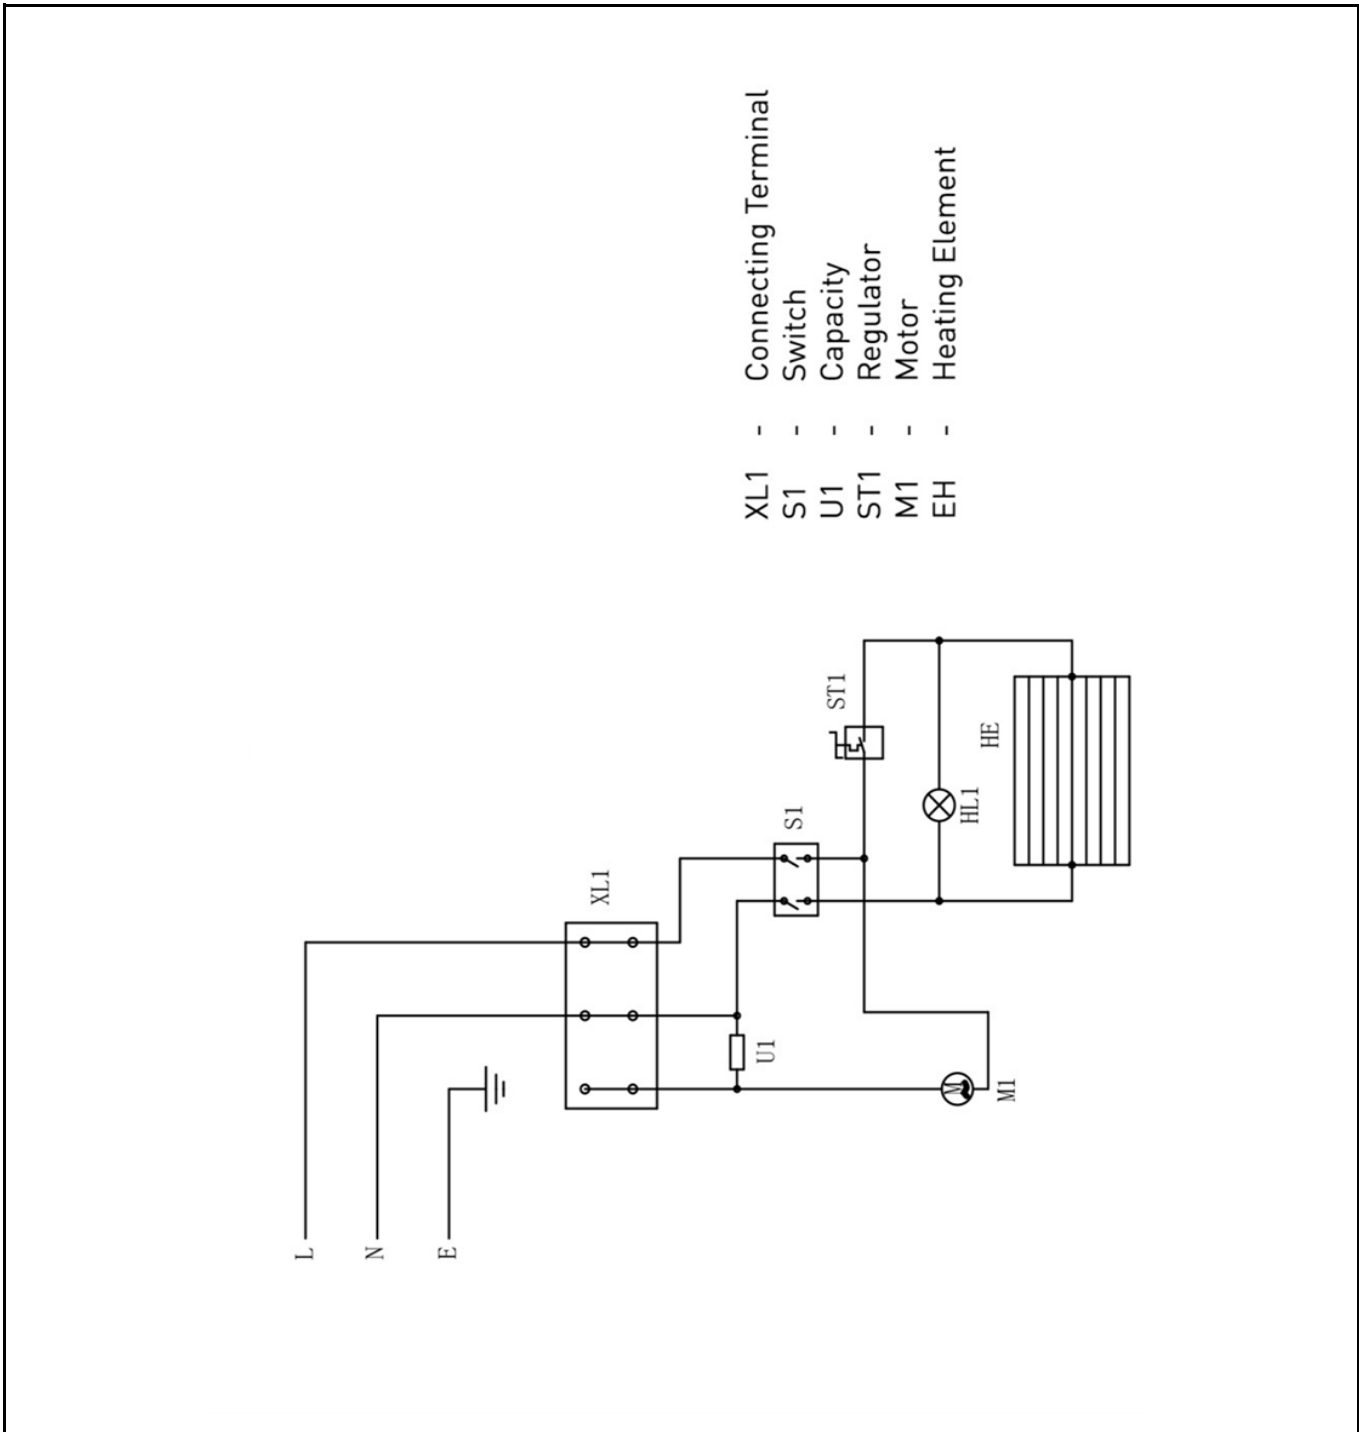 L
N
E
XL1
U1
S1
ST1
HL1
HE
M
M1
XL1 - Connecting Terminal
S1 - Switch
U1 - Capacity
ST1 - Regulator
M1 - Motor
EH - Heating Element